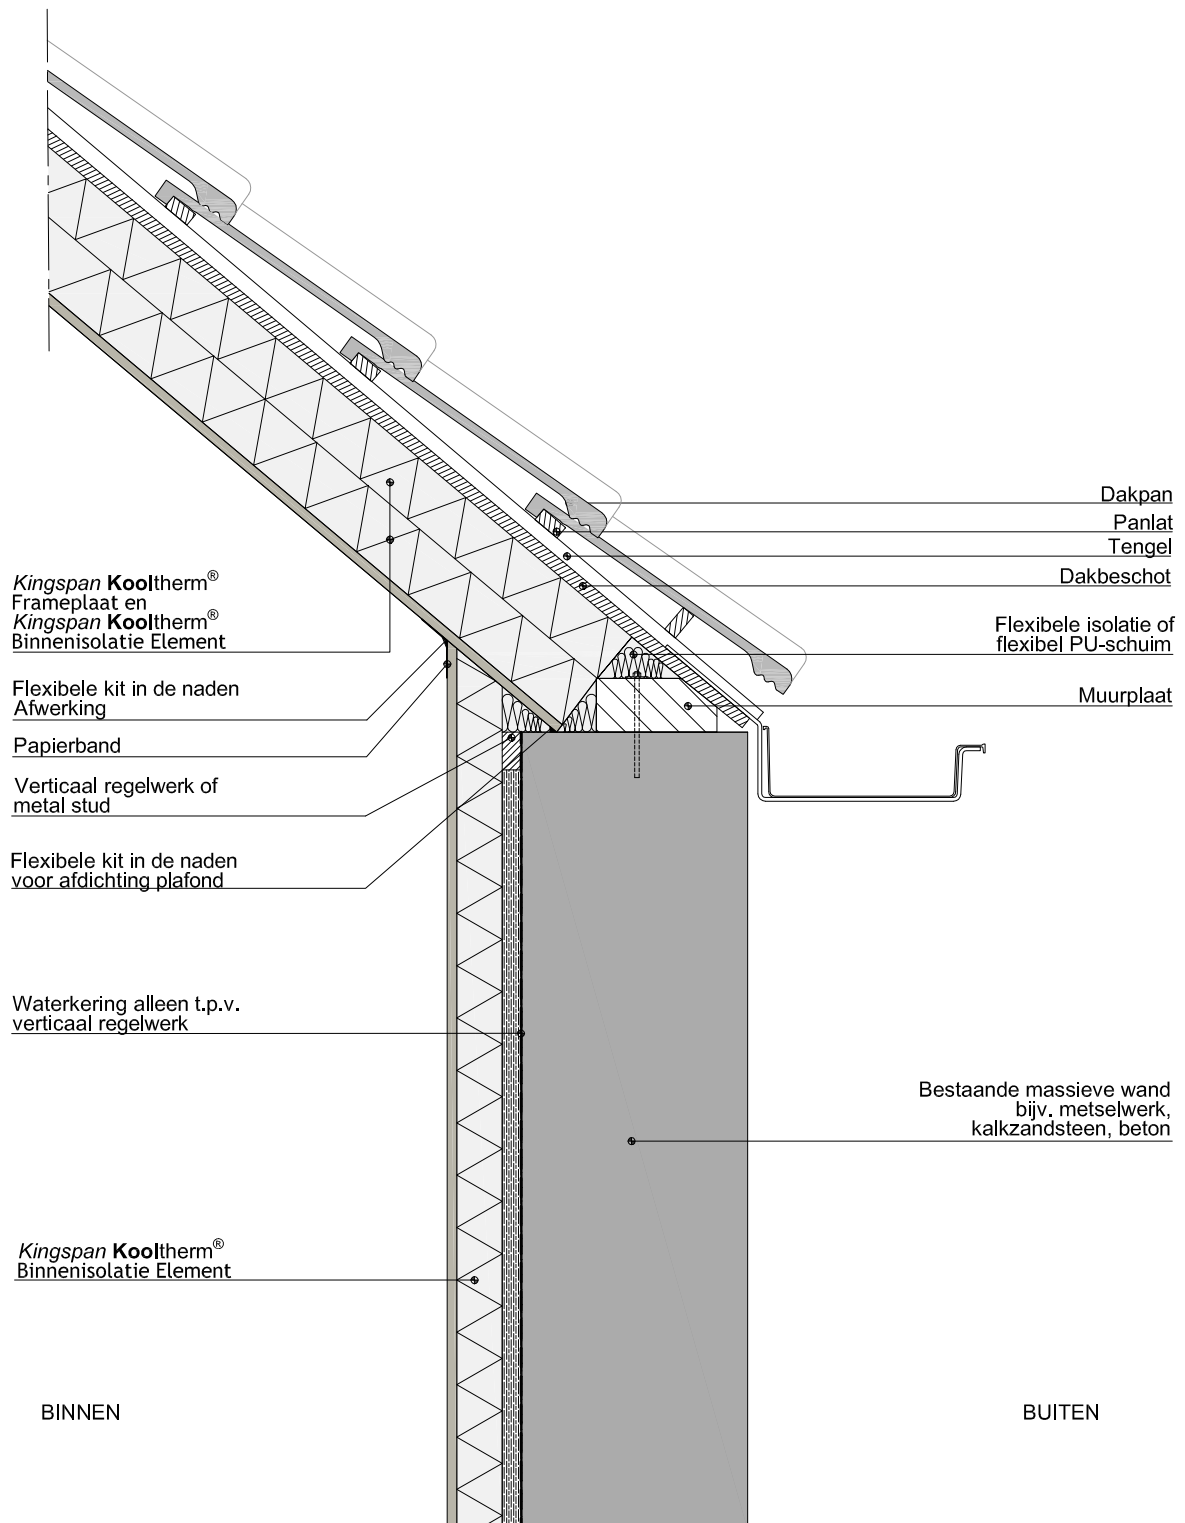 Dakpan
Panlat
Tengel
Dakbeschot
Kingspan Kooltherm®
Frameplaat en
Kingspan Kooltherm®
Binnenisolatie Element
Flexibele isolatie of
flexibel PU-schuim
Flexibele kit in de naden
Afwerking
Muurplaat
Papierband
Verticaal regelwerk of
metal stud
Flexibele kit in de naden
voor afdichting plafond
Waterkering alleen t.p.v.
verticaal regelwerk
Bestaande massieve wand
bijv. metselwerk,
kalkzandsteen, beton
Kingspan Kooltherm®
Binnenisolatie Element
BINNEN
BUITEN